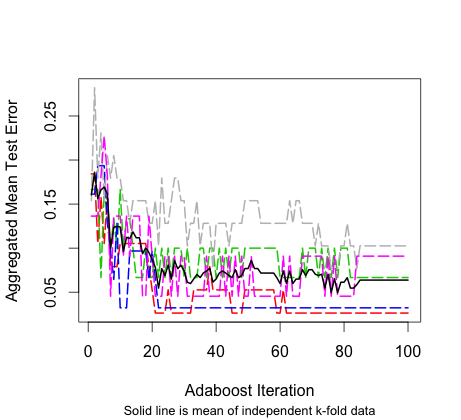 Aggregated Mean Test Error
0.25
0.15
0.05
0 20 40 60 80 100
Adaboost Iteration
Solid line is mean of independent k-fold data